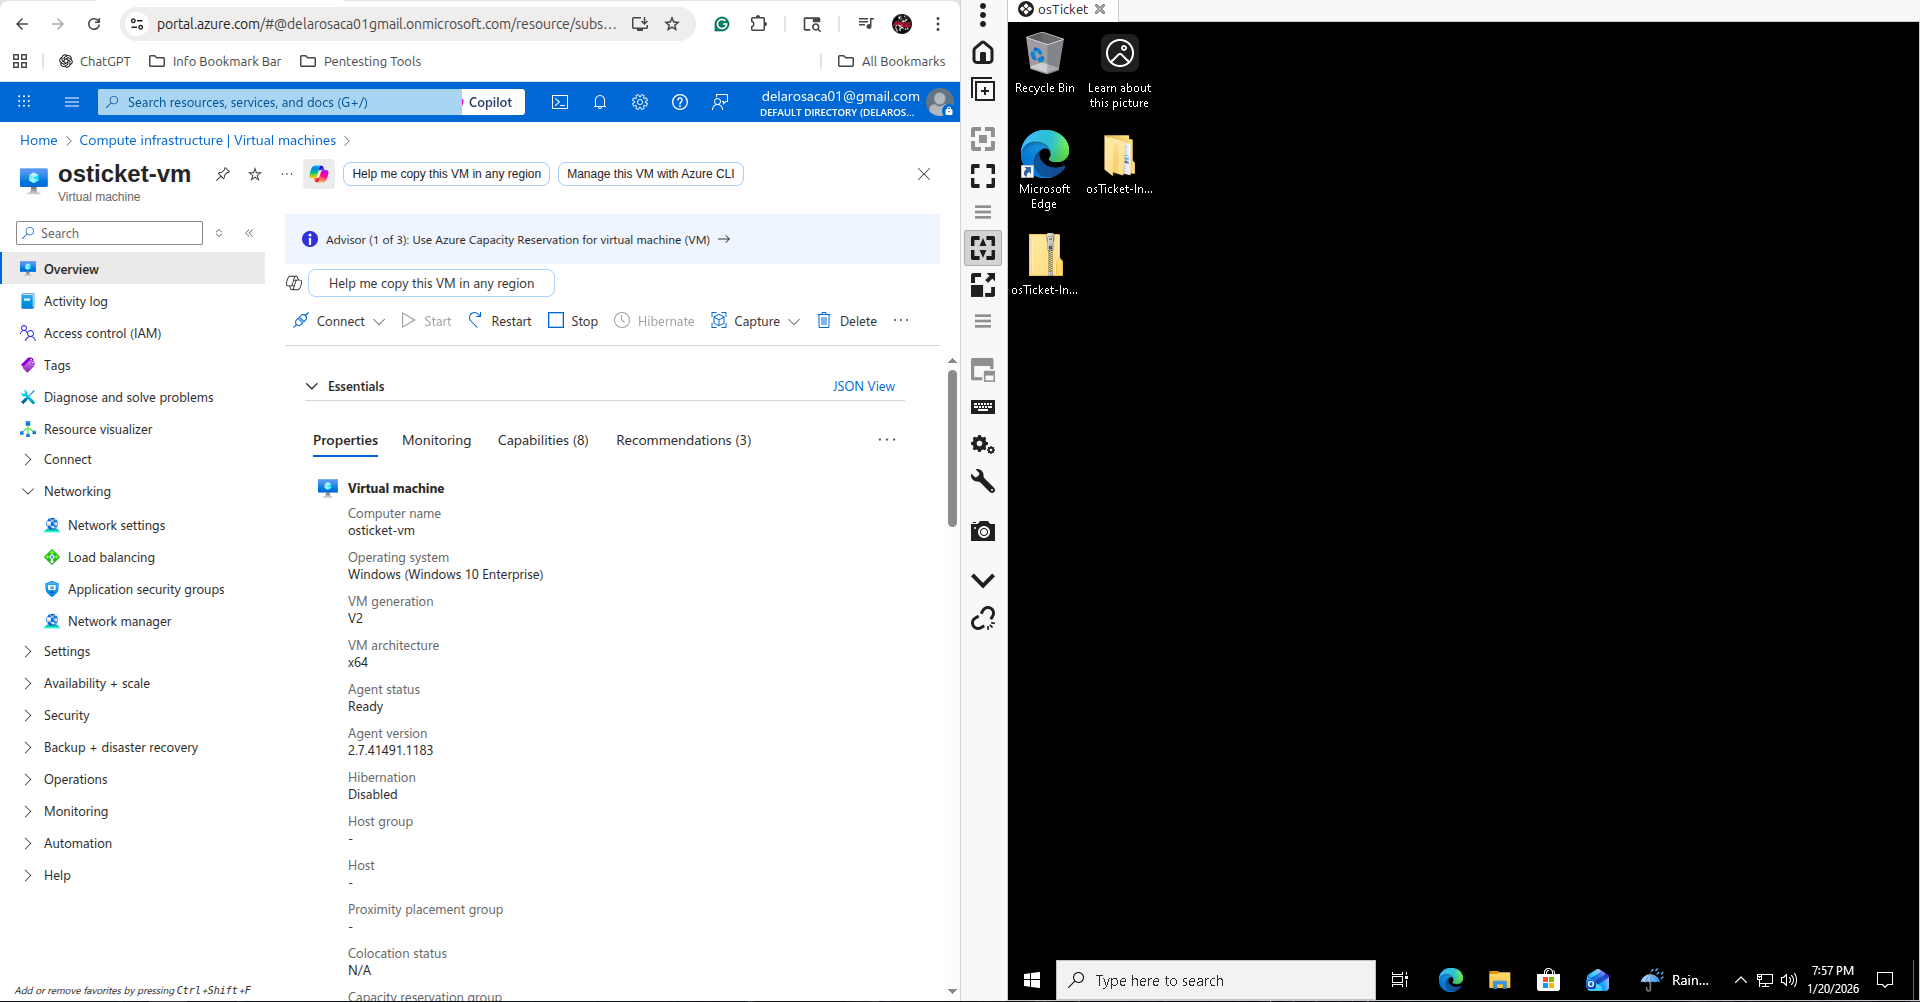 portal.azure.com/#@delarosaca01gmail.onmicrosoft.com/resource/subs...
ChatGPT
Info Bookmark Bar
Pentesting Tools
All Bookmarks
Search resources, services, and docs (G+/)
Copilot
delarosaca01@gmail.com
DEFAULT DIRECTORY (DELAROS...
Home
Compute infrastructure | Virtual machines
osticket-vm
Virtual machine
Help me copy this VM in any region
Manage this VM with Azure CLI
Search
Overview
Activity log
Access control (IAM)
Tags
Diagnose and solve problems
Resource visualizer
Connect
Networking
Network settings
Load balancing
Application security groups
Network manager
Settings
Availability + scale
Security
Backup + disaster recovery
Operations
Monitoring
Automation
Help
Add or remove favorites by pressing Ctrl+Shift+F
Advisor (1 of 3): Use Azure Capacity Reservation for virtual machine (VM)
Help me copy this VM in any region
Connect
Start
Restart
Stop
Hibernate
Capture
Delete
Essentials
JSON View
Properties
Monitoring
Capabilities (8)
Recommendations (3)
Virtual machine
Computer name
osticket-vm
Operating system
Windows (Windows 10 Enterprise)
VM generation
V2
VM architecture
x64
Agent status
Ready
Agent version
2.7.41491.1183
Hibernation
Disabled
Host group
-
Host
-
Proximity placement group
-
Colocation status
N/A
Capacity reservation group
osTicket
Recycle Bin
Learn about
this picture
Microsoft
Edge
osTicket-In...
osTicket-In...
Type here to search
Rain...
7:57 PM
1/20/2026